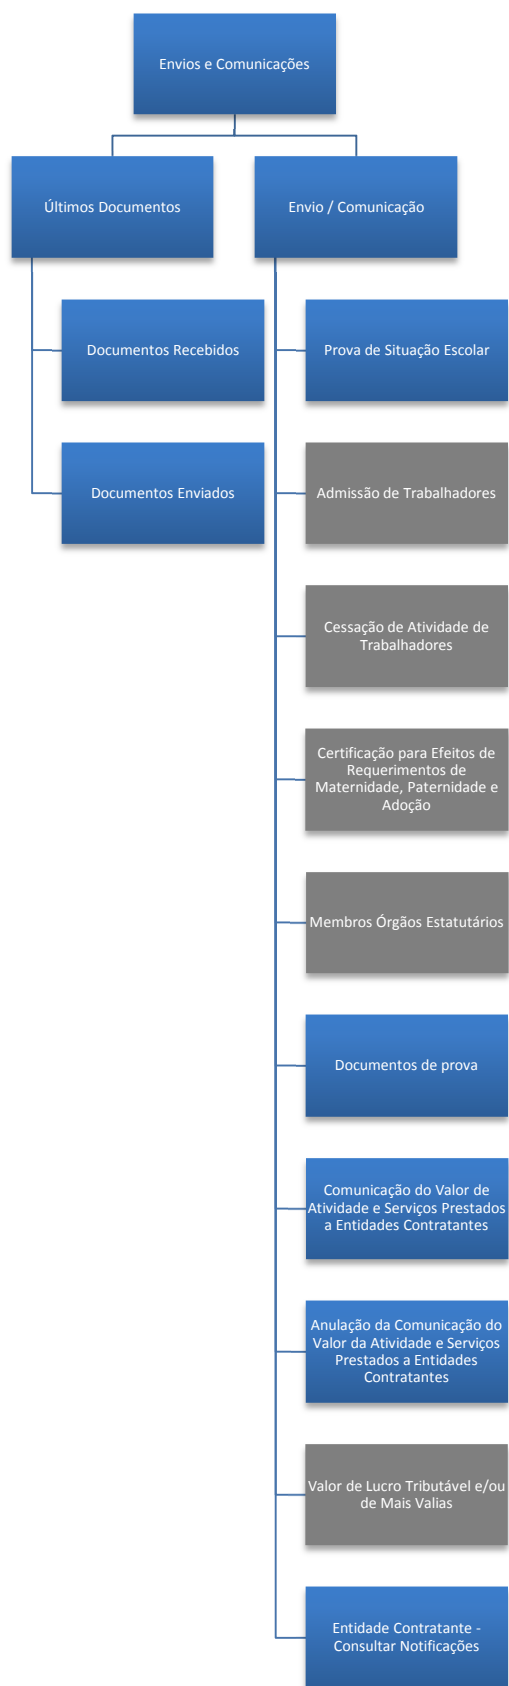 Envios e Comunicações
Últimos Documentos
Envio / Comunicação
Documentos Recebidos
Prova de Situação Escolar
Documentos Enviados
Admissão de Trabalhadores
Cessação de Atividade de
Trabalhadores
Certificação para Efeitos de
Requerimentos de
Maternidade, Paternidade e
Adoção
Membros Órgãos Estatutários
Documentos de prova
Comunicação do Valor de
Atividade e Serviços Prestados
a Entidades Contratantes
Anulação da Comunicação do
Valor da Atividade e Serviços
Prestados a Entidades
Contratantes
Valor de Lucro Tributável e/ou
de Mais Valias
Entidade Contratante -
Consultar Notificações